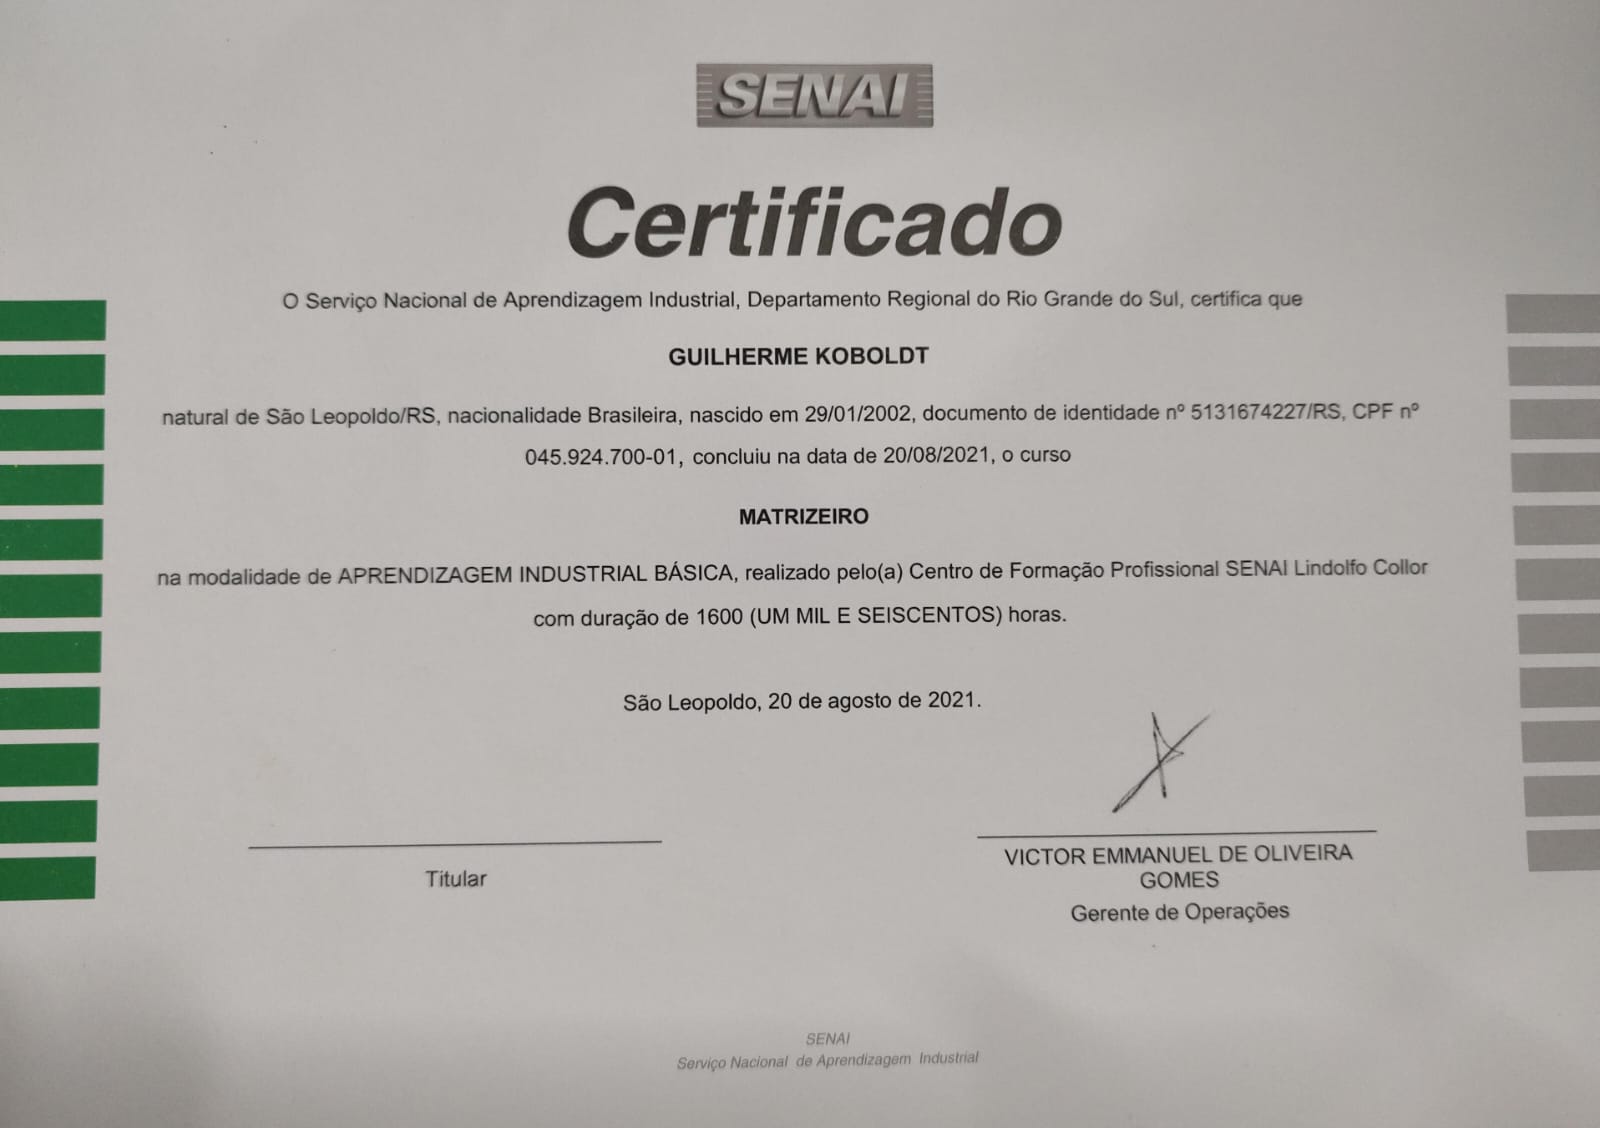 SENAI
Certificado
O Serviço Nacional de Aprendizagem Industrial, Departamento Regional do Rio Grande do Sul, certifica que
GUILHERME KOBOLDT
natural de São Leopoldo/RS, nacionalidade Brasileira, nascido em 29/01/2002, documento de identidade nº 5131674227/RS, CPF nº
045.924.700-01, concluiu na data de 20/08/2021, o curso
MATRIZEIRO
na modalidade de APRENDIZAGEM INDUSTRIAL BÁSICA, realizado pelo(a) Centro de Formação Profissional SENAI Lindolfo Collor
com duração de 1600 (UM MIL E SEISCENTOS) horas.
São Leopoldo, 20 de agosto de 2021.
Titular
VICTOR EMMANUEL DE OLIVEIRA
GOMES
Gerente de Operações
SENAI
Serviço Nacional de Aprendizagem Industrial